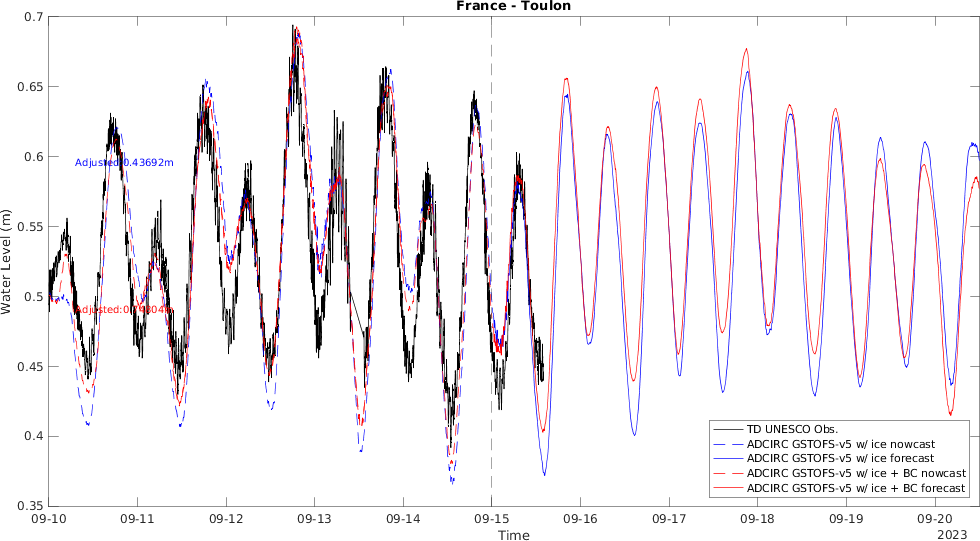 France - Toulon
0.7
0.65
0.6
0.55
0.5
0.45
0.4
0.35
Water Level (m)
Adjusted:0.43692m
09-10
09-11
09-12
09-13
09-14
09-15
09-16
09-17
09-18
09-19
09-20
2023
Time
TD UNESCO Obs.
ADCIRC GSTOFS-v5 w/ ice nowcast
ADCIRC GSTOFS-v5 w/ ice forecast
ADCIRC GSTOFS-v5 w/ ice + BC nowcast
ADCIRC GSTOFS-v5 w/ ice + BC forecast